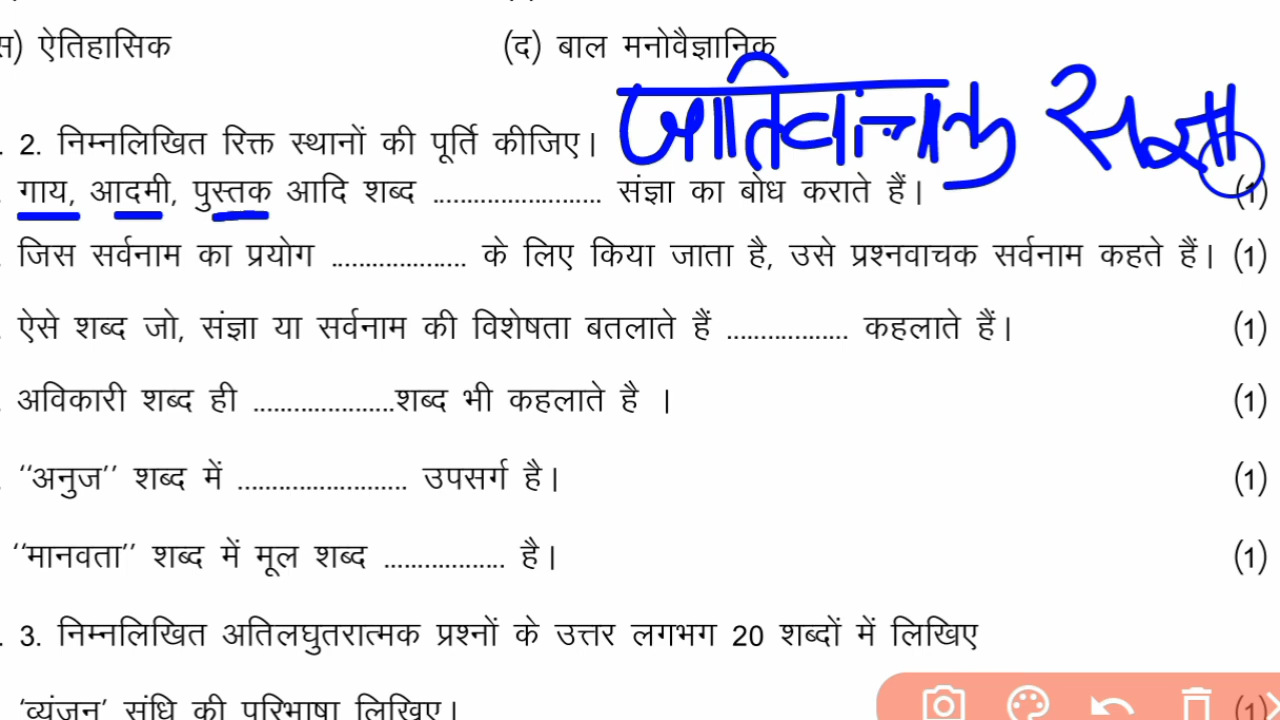 स) ऐतिहासिक (द) बाल मनोवैज्ञानिक
जातिवाचक संज्ञा
. 2. निम्नलिखित रिक्त स्थानों की पूर्ति कीजिए।
गाय, आदमी, पुस्तक आदि शब्द ......................... संज्ञा का बोध कराते हैं। (1)
जिस सर्वनाम का प्रयोग .................... के लिए किया जाता है, उसे प्रश्नवाचक सर्वनाम कहते हैं। (1)
ऐसे शब्द जो, संज्ञा या सर्वनाम की विशेषता बतलाते हैं .................. कहलाते हैं। (1)
अविकारी शब्द ही .....................शब्द भी कहलाते है । (1)
‘‘अनुज’’ शब्द में ......................... उपसर्ग है। (1)
‘‘मानवता’’ शब्द में मूल शब्द .................. है। (1)
. 3. निम्नलिखित अतिलघुतरात्मक प्रश्नों के उत्तर लगभग 20 शब्दों में लिखिए
‘व्यंजन’ संधि की परिभाषा लिखिए। (1)